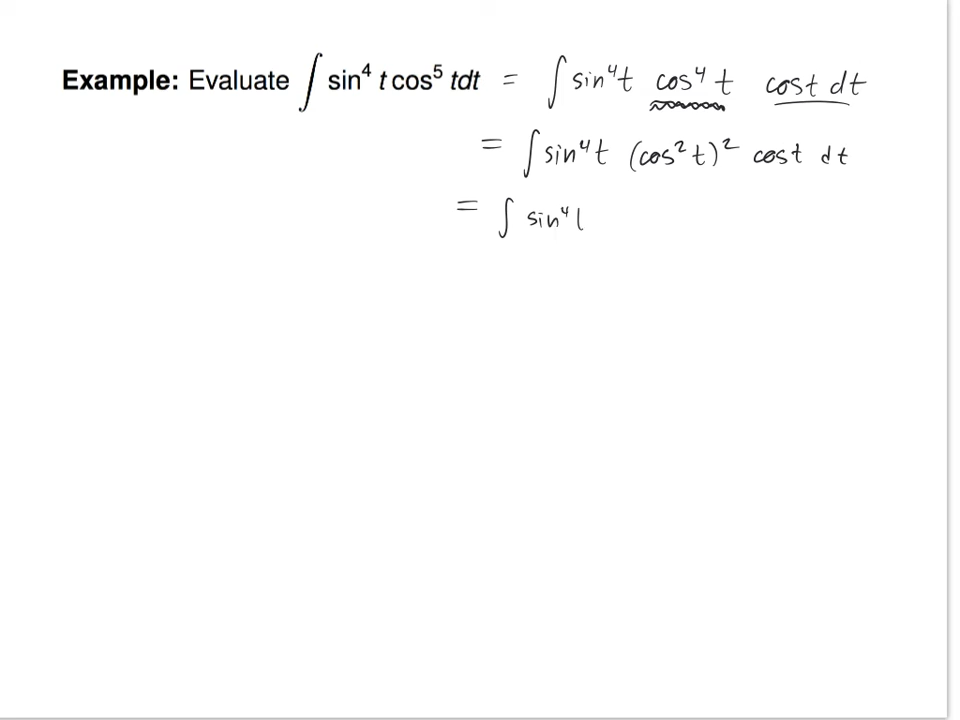 Example: Evaluate ∫ sin⁴ t cos⁵ tdt = ∫ sin⁴t cos⁴ t cost dt
= ∫ sin⁴t (cos² t)² cost dt
= ∫ sin⁴